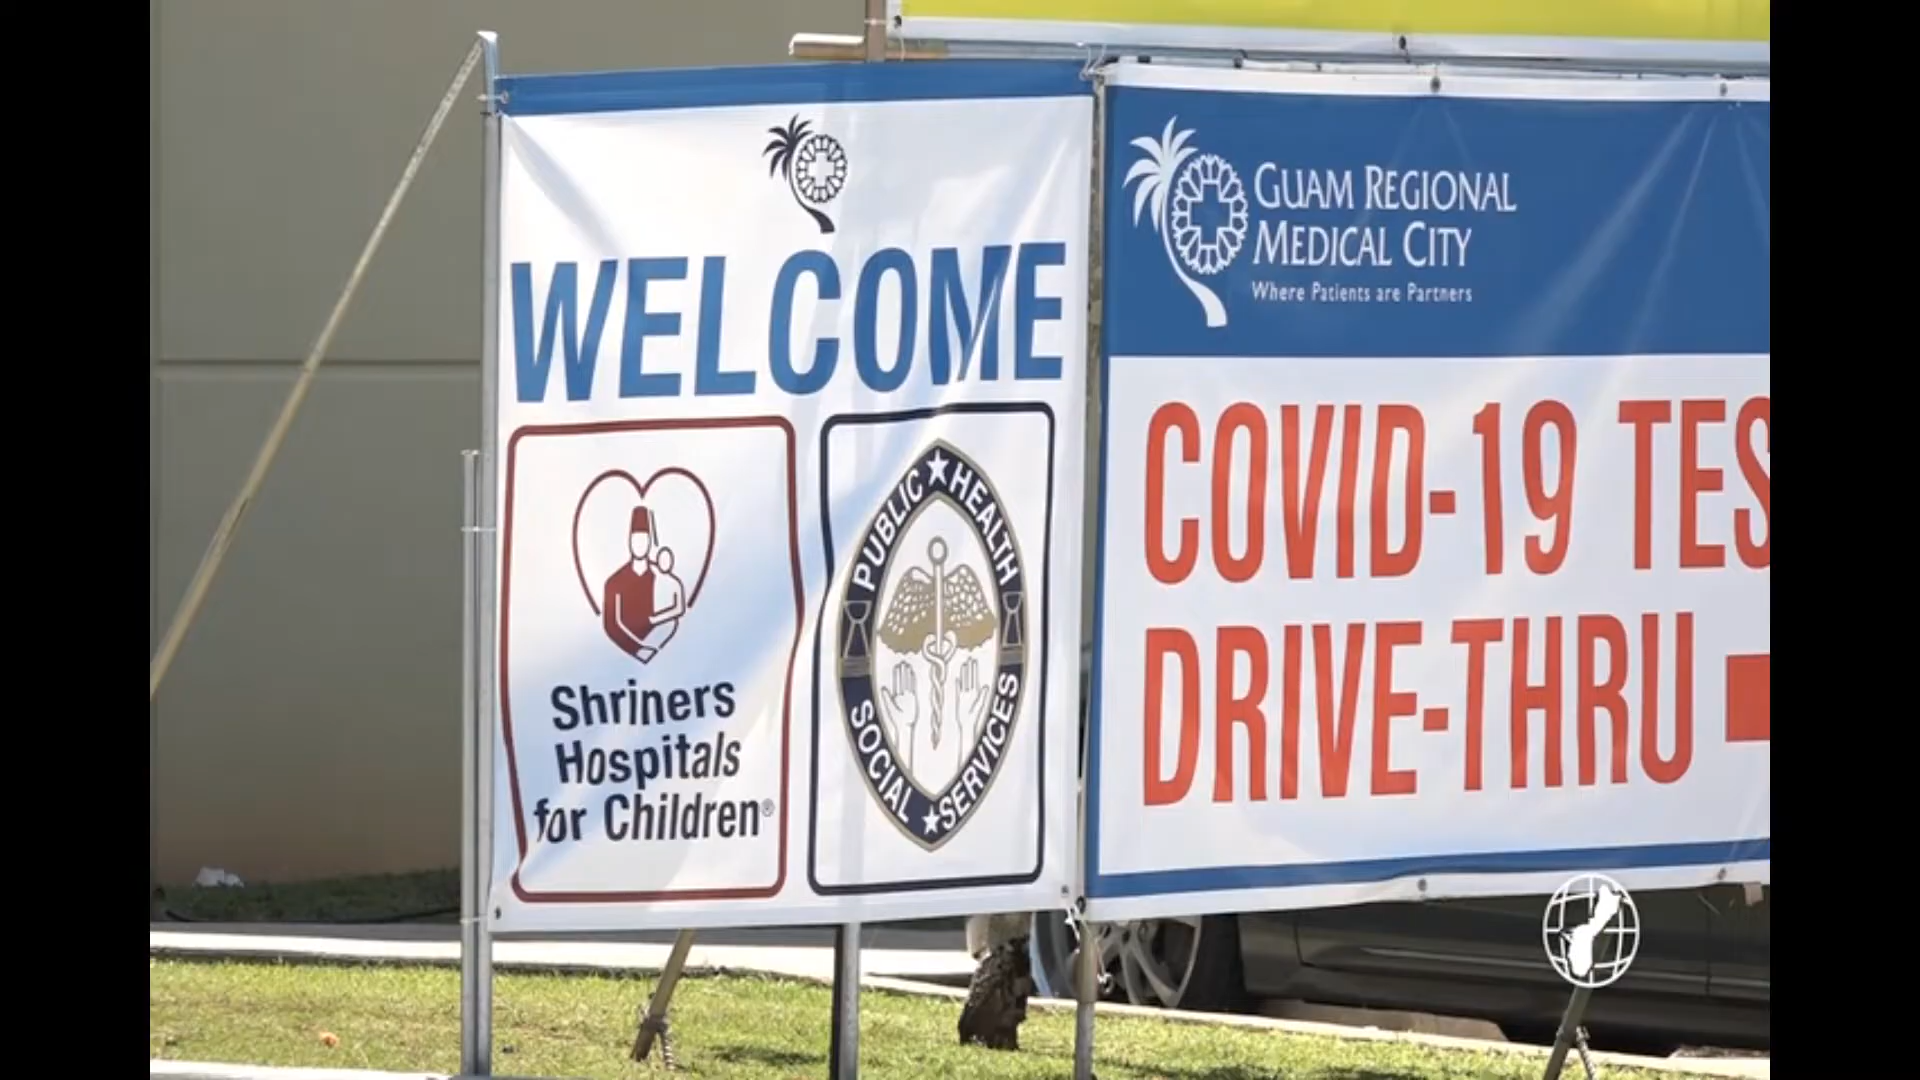 WELCOME
Shriners
Hospitals
for Children®
PUBLIC ★ HEALTH
SOCIAL ★ SERVICES
GUAM REGIONAL
MEDICAL CITY
Where Patients are Partners
COVID-19 TES
DRIVE-THRU